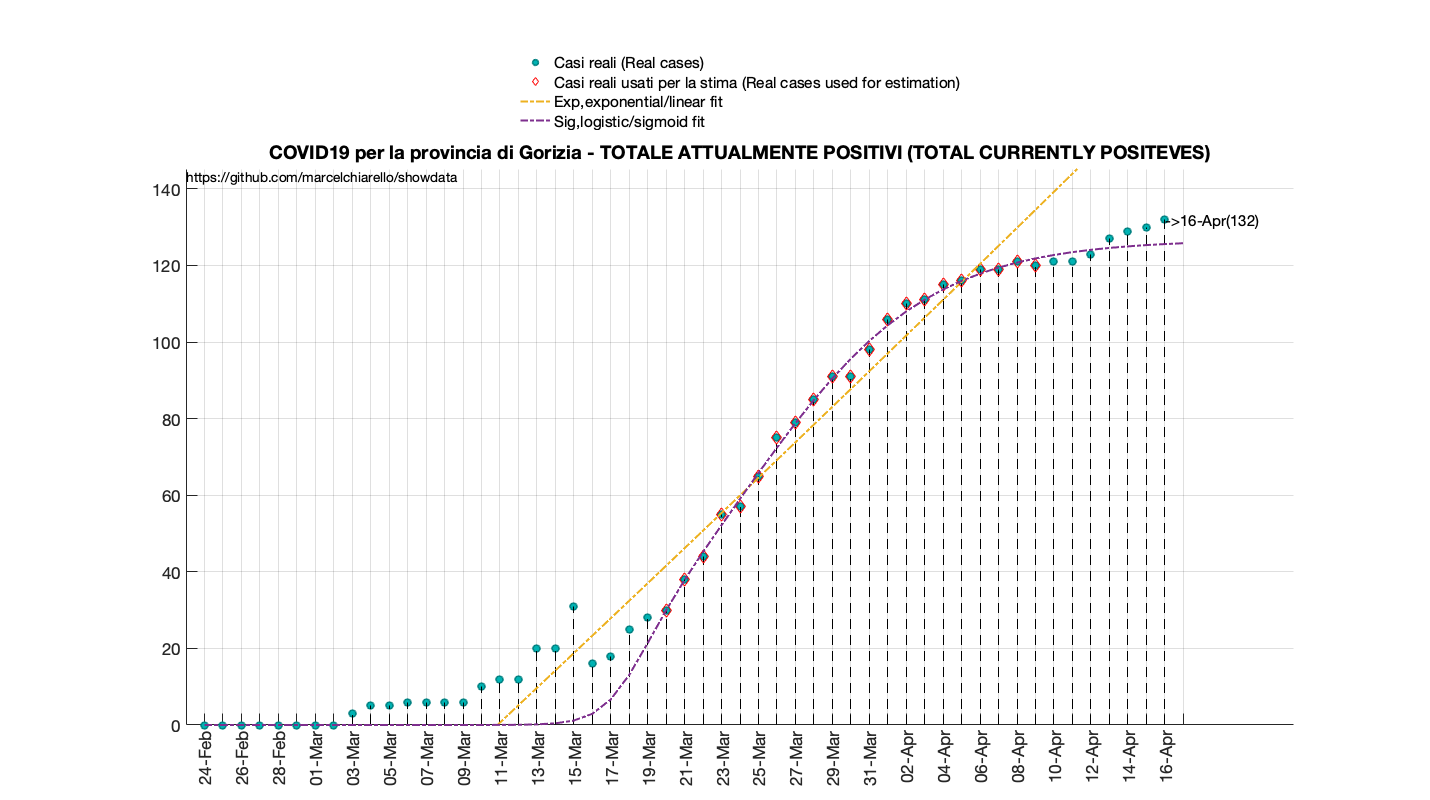 Casi reali (Real cases)
Casi reali usati per la stima (Real cases used for estimation)
Exp,exponential/linear fit
Sig,logistic/sigmoid fit
COVID19 per la provincia di Gorizia - TOTALE ATTUALMENTE POSITIVI (TOTAL CURRENTLY POSITEVES)
https://github.com/marcelchiarello/showdata
140
120
100
80
60
40
20
0
->16-Apr(132)
24-Feb
26-Feb
28-Feb
01-Mar
03-Mar
05-Mar
07-Mar
09-Mar
11-Mar
13-Mar
15-Mar
17-Mar
19-Mar
21-Mar
23-Mar
25-Mar
27-Mar
29-Mar
31-Mar
02-Apr
04-Apr
06-Apr
08-Apr
10-Apr
12-Apr
14-Apr
16-Apr